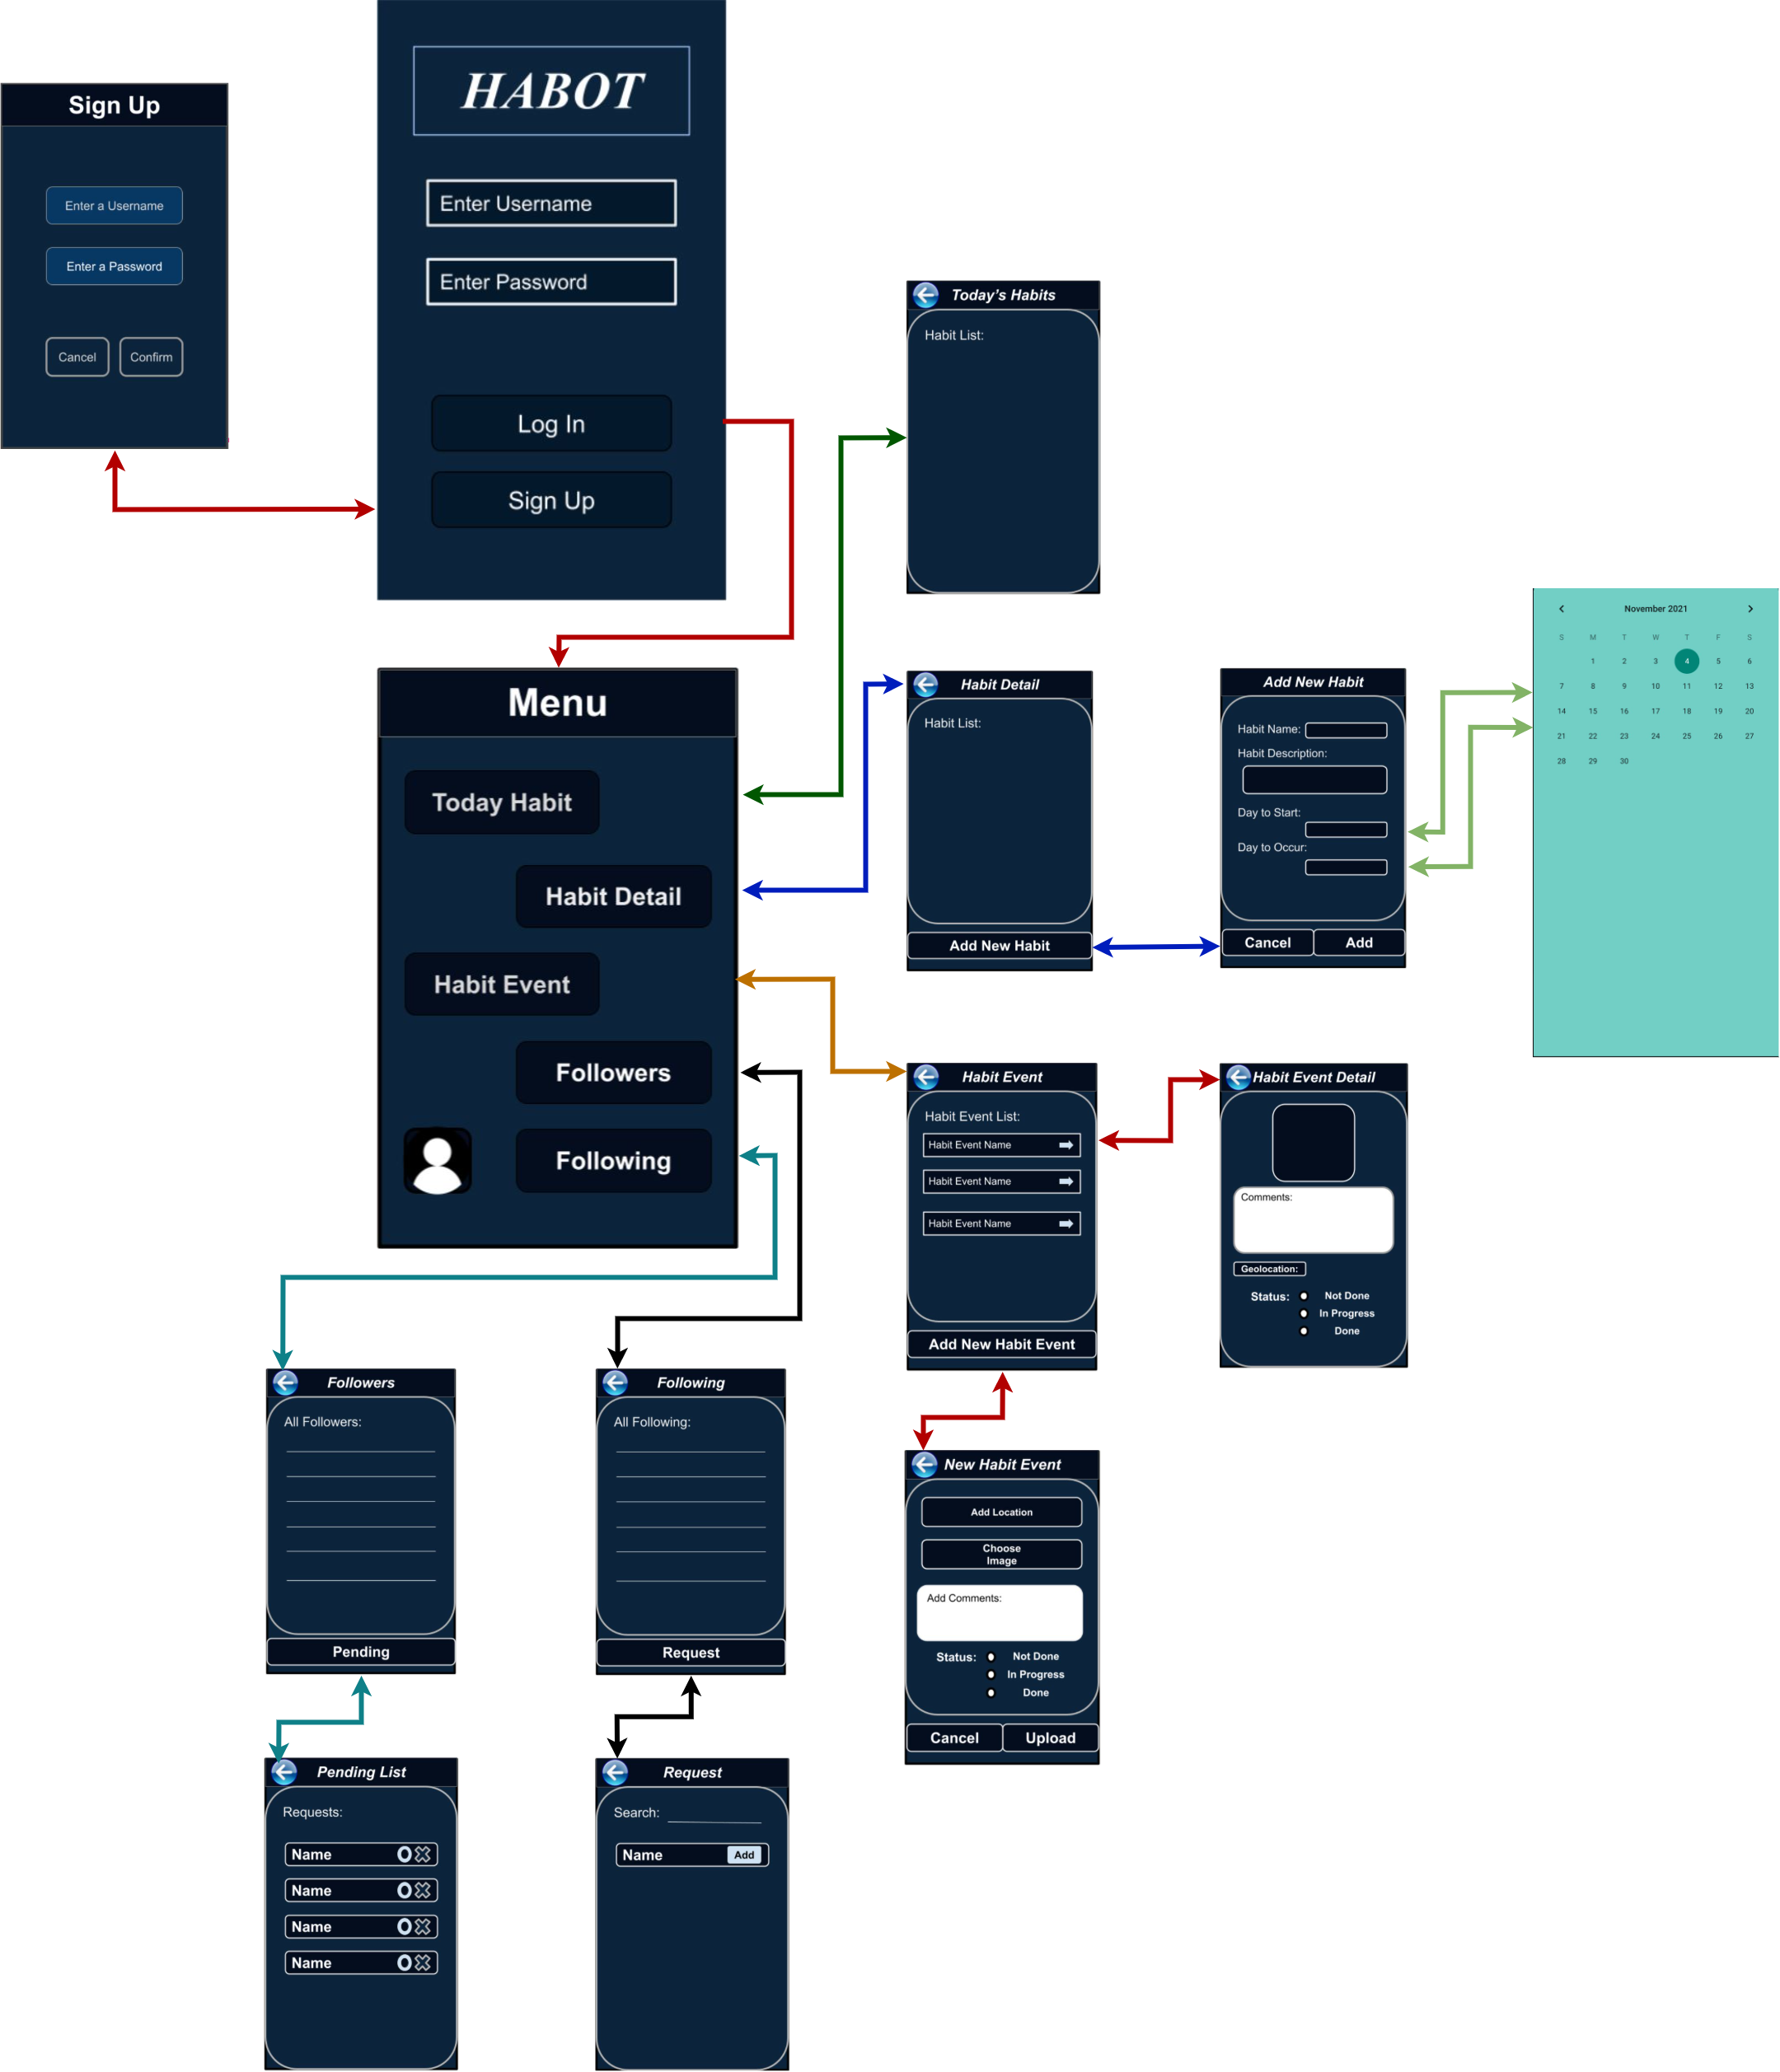 Sign Up
Enter a Username
Enter a Password
Cancel Confirm
HABOT
Enter Username
Enter Password
Log In
Sign Up
Today's Habits
Habit List:
Menu
Today Habit
Habit Detail
Habit Event
Followers
Following
Habit Detail
Habit List:
Add New Habit
Add New Habit
Habit Name:
Habit Description:
Day to Start:
Day to Occur:
Cancel Add
November 2021
S M T W T F S
1 2 3 4 5 6
7 8 9 10 11 12 13
14 15 16 17 18 19 20
21 22 23 24 25 26 27
28 29 30
Habit Event
Habit Event List:
Habit Event Name
Habit Event Name
Habit Event Name
Add New Habit Event
Habit Event Detail
Comments:
Geolocation:
Status: Not Done
In Progress
Done
Followers
All Followers:
Pending
Following
All Following:
Request
New Habit Event
Add Location
Choose
Image
Add Comments:
Status: Not Done
In Progress
Done
Cancel Upload
Pending List
Requests:
Name
Name
Name
Name
Request
Search:
Name Add